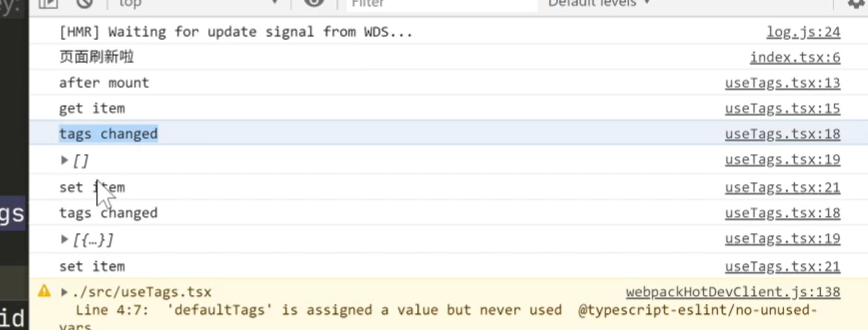 top Filter Default levels
[HMR] Waiting for update signal from WDS... log.js:24
页面刷新啦 index.tsx:6
after mount useTags.tsx:13
get item useTags.tsx:15
tags changed useTags.tsx:18
[] useTags.tsx:19
set item useTags.tsx:21
tags changed useTags.tsx:18
[{…}] useTags.tsx:19
set item useTags.tsx:21
./src/useTags.tsx webpackHotDevClient.js:138
Line 4:7: 'defaultTags' is assigned a value but never used @typescript-eslint/no-unused-
vars
ey:
gs
id